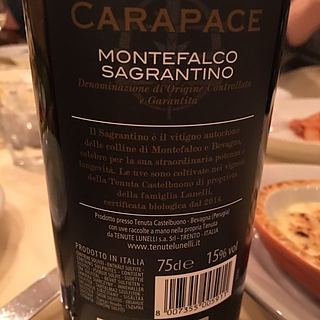 CARAPACE
MONTEFALCO
SAGRANTINO
Denominazione di Origine Controllata
e Garantita
Il Sagrantino è il vitigno autoctono
delle colline di Montefalco e Bevagna,
celebre per la sua straordinaria potenza e
longevità. Le uve sono coltivate nei vigneti
della Tenuta Castelbuono di proprietà
della famiglia Lunelli,
certificata biologica dal 2014.
Prodotto presso Tenuta Castelbuono - Bevagna (Perugia)
con uve raccolte a mano nella propria Tenuta
da TENUTE LUNELLI s.a. Srl - TRENTO - ITALIA
www.tenutelunelli.it
PRODOTTO IN ITALIA
75cl e 15% vol